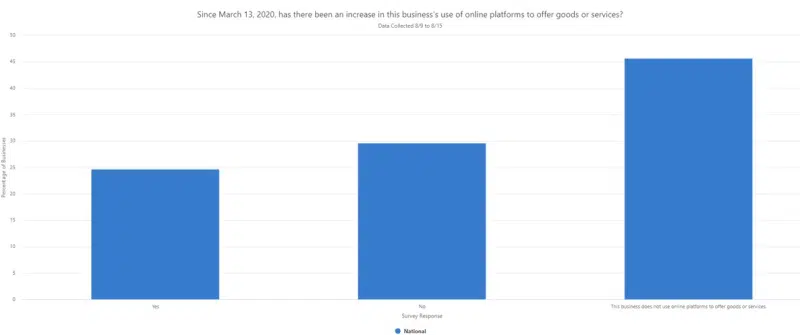 Since March 13, 2020, has there been an increase in this business's use of online platforms to offer goods or services?
Data Collected 8/9 to 8/15
50
45
40
35
30
25
20
15
10
5
0
Percentage of Businesses
Yes
No
This business does not use online platforms to offer goods or services
Survey Response
National